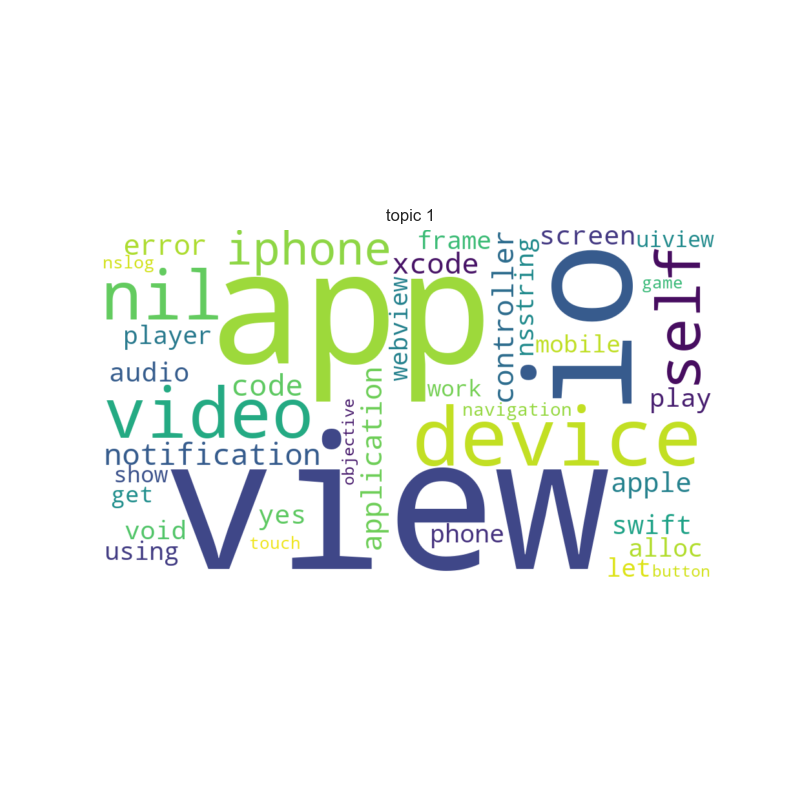 topic 1
error
iphone
frame
screen
uiview
nslog
xcode
nil
app
webview
controller
nsstring
io
self
game
player
mobile
audio
code
work
play
video
navigation
device
notification
objective
application
show
view
apple
get
yes
phone
swift
void
touch
using
alloc
let
button